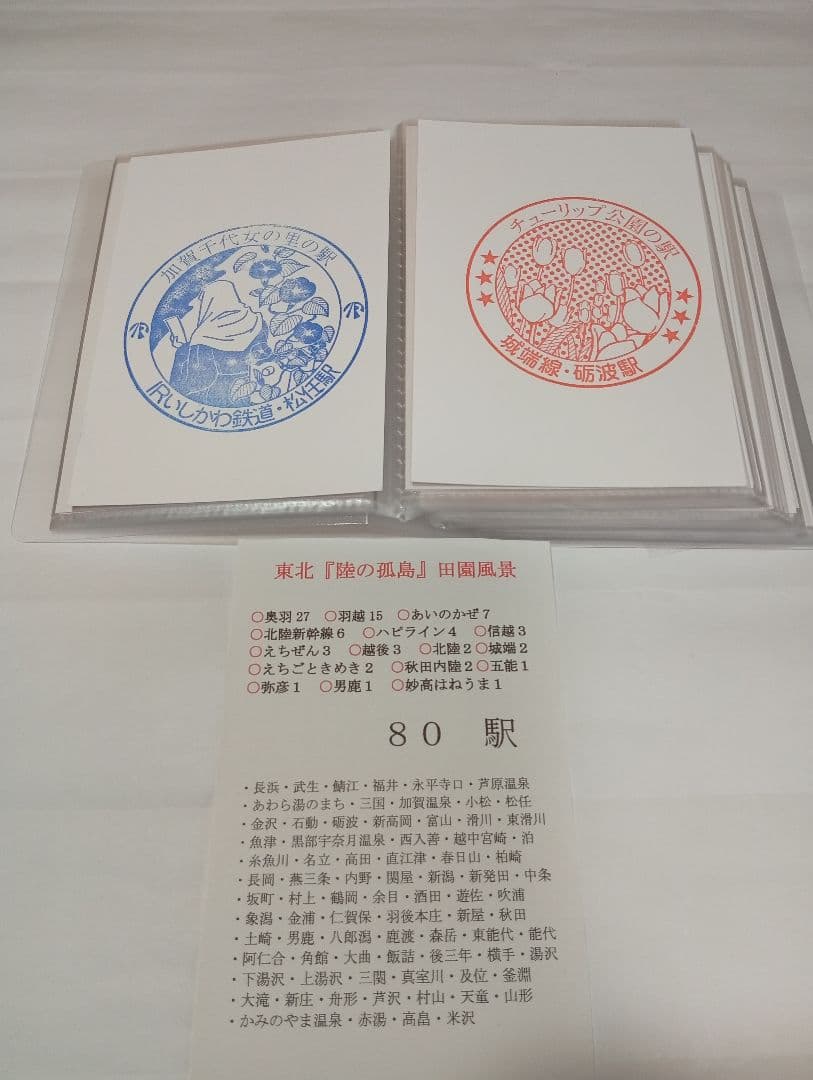 加賀千代女の里の駅
IRいしかわ鉄道・松任駅
チューリップ公園の駅
城端線・砺波駅
東北『陸の孤島』田園風景
○奥羽27 ○羽越15 ○あいのかぜ7
○北陸新幹線6 ○ハピライン4 ○信越3
○えちぜん3 ○越後3 ○北陸2 ○城端2
○えちごときめき2 ○秋田内陸2 ○五能1
○弥彦1 ○男鹿1 ○妙高はねうま1
80 駅
・長浜・武生・鯖江・福井・永平寺口・芦原温泉
・あわら湯のまち・三国・加賀温泉・小松・松任
・金沢・石動・砺波・新高岡・富山・滑川・東滑川
・魚津・黒部宇奈月温泉・西入善・越中宮崎・泊
・糸魚川・名立・高田・直江津・春日山・柏崎
・長岡・燕三条・内野・関屋・新潟・新発田・中条
・坂町・村上・鶴岡・余目・酒田・遊佐・吹浦
・象潟・金浦・仁賀保・羽後本庄・新屋・秋田
・土崎・男鹿・八郎潟・鹿渡・森岳・東能代・能代
・阿仁合・角館・大曲・飯詰・後三年・横手・湯沢
・下湯沢・上湯沢・三関・真室川・及位・釜淵
・大滝・新庄・舟形・芦沢・村山・天童・山形
・かみのやま温泉・赤湯・高畠・米沢